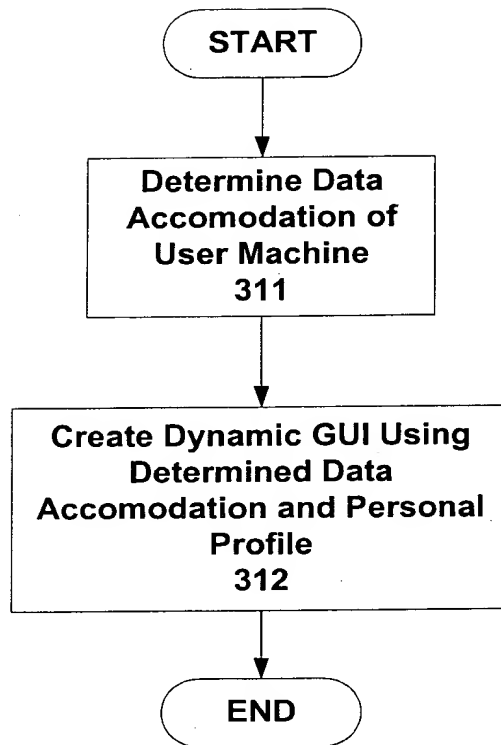 START
Determine Data
Accomodation of
User Machine
311
Create Dynamic GUI Using
Determined Data
Accomodation and Personal
Profile
312
END